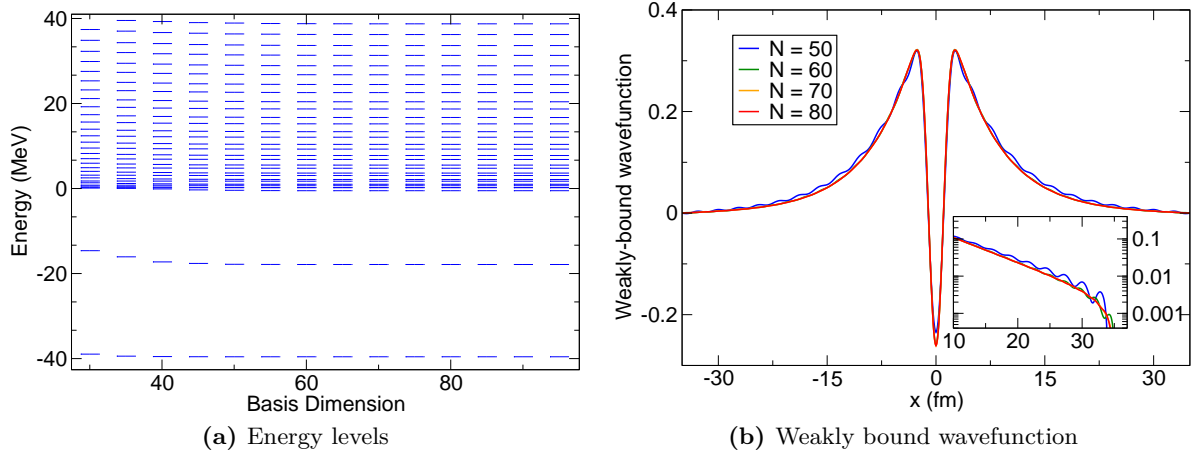 40
20
0
-20
-40
Energy (MeV)
40
60
80
Basis Dimension
(a) Energy levels
0.4
0.2
0
-0.2
Weakly-bound wavefunction
N = 50
N = 60
N = 70
N = 80
0.1
0.01
0.001
10
20
30
-30
-15
0
15
30
x (fm)
(b) Weakly bound wavefunction